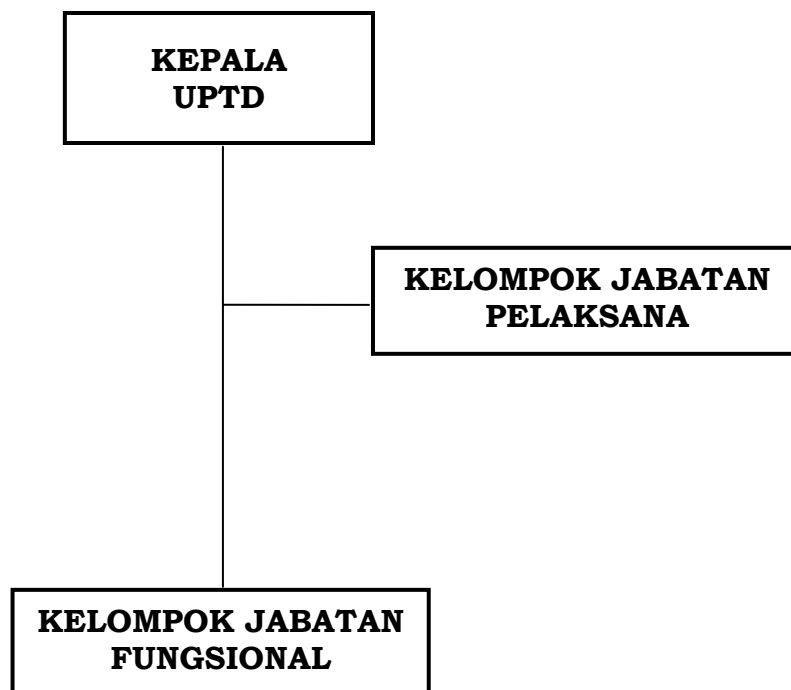 KEPALA
UPTD
KELOMPOK JABATAN
PELAKSANA
KELOMPOK JABATAN
FUNGSIONAL